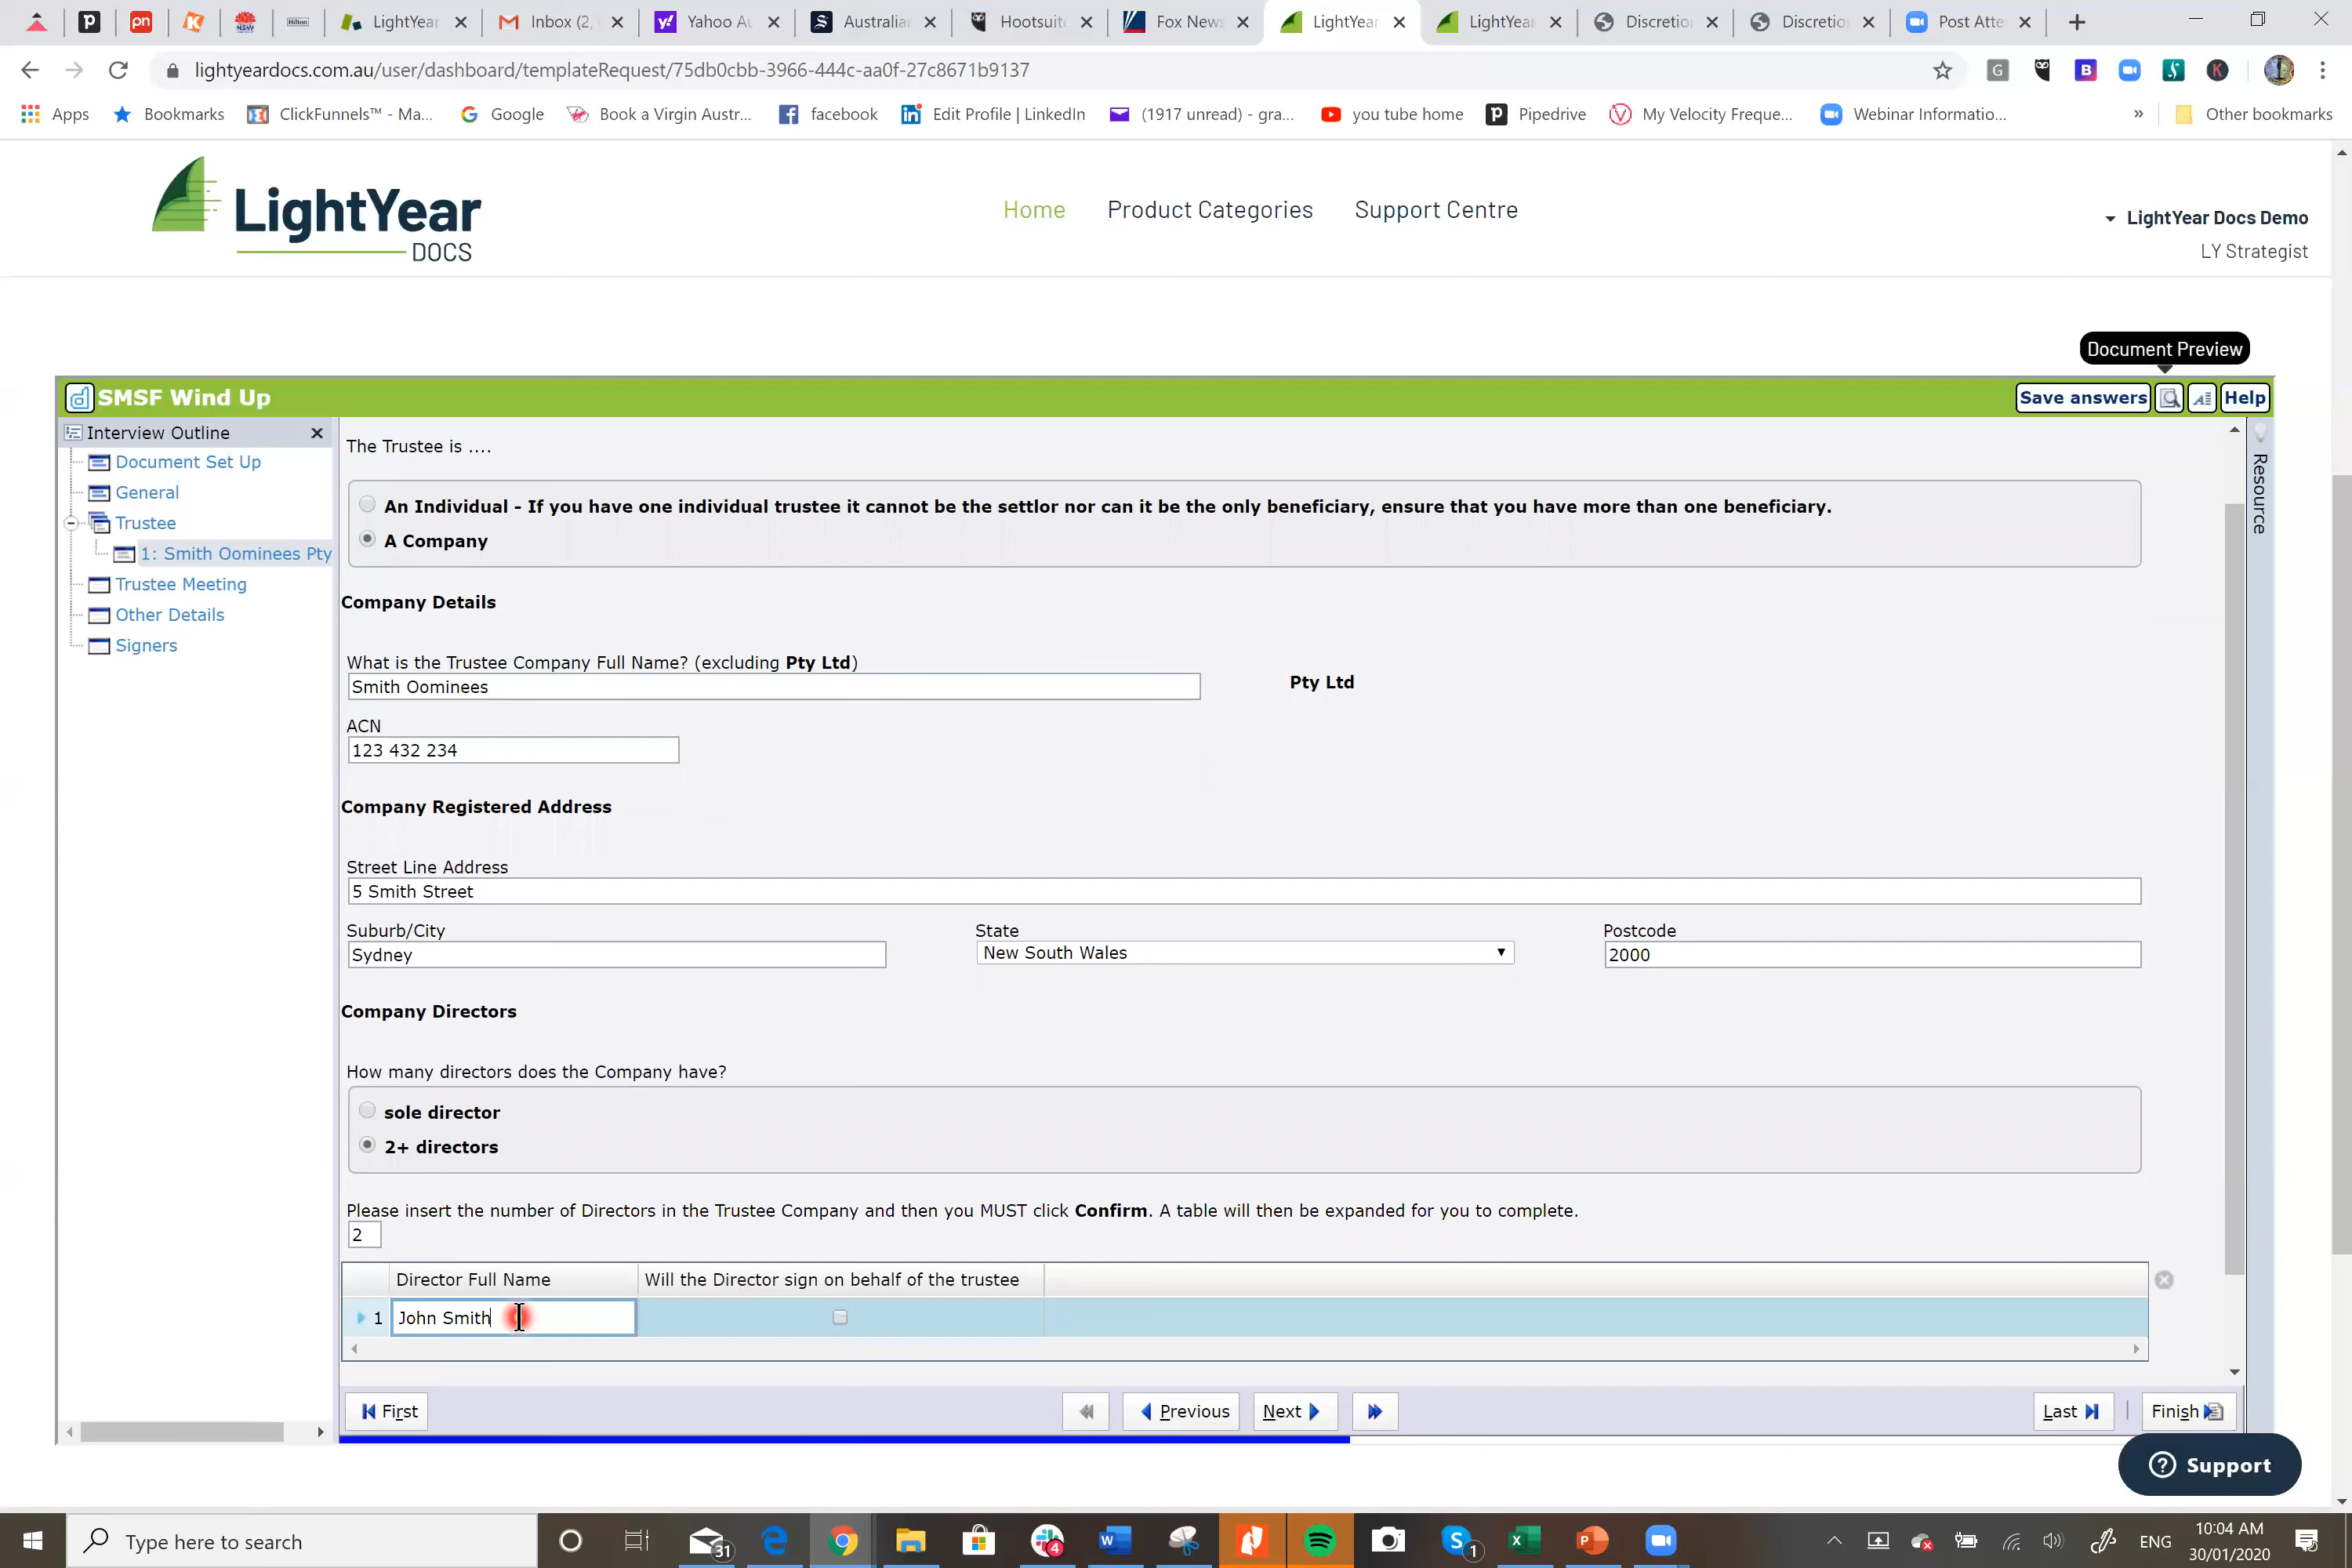 LightYear
Inbox (2,
Yahoo Au
Australian
Hootsuite
Fox News
LightYear
LightYear
Discretion
Discretion
Post Atte
lightyeardocs.com.au/user/dashboard/templateRequest/75db0cbb-3966-444c-aa0f-27c8671b9137
Apps
Bookmarks
ClickFunnels™ - Ma...
Google
Book a Virgin Austr...
facebook
Edit Profile | LinkedIn
(1917 unread) - gra...
you tube home
Pipedrive
My Velocity Freque...
Webinar Informatio...
»
Other bookmarks
LightYear
DOCS
Home
Product Categories
Support Centre
LightYear Docs Demo
LY Strategist
Document Preview
SMSF Wind Up
Save answers
Help
Interview Outline
Document Set Up
General
Trustee
1: Smith Oominees Pty
Trustee Meeting
Other Details
Signers
The Trustee is ....
An Individual - If you have one individual trustee it cannot be the settlor nor can it be the only beneficiary, ensure that you have more than one beneficiary.
A Company
Company Details
What is the Trustee Company Full Name? (excluding Pty Ltd)
Smith Oominees
Pty Ltd
ACN
123 432 234
Company Registered Address
Street Line Address
5 Smith Street
Suburb/City
State
Postcode
Sydney
New South Wales
2000
Company Directors
How many directors does the Company have?
sole director
2+ directors
Please insert the number of Directors in the Trustee Company and then you MUST click Confirm. A table will then be expanded for you to complete.
2
Director Full Name
Will the Director sign on behalf of the trustee
1
John Smith
First
Previous
Next
Last
Finish
Resource
Support
Type here to search
31
4
1
ENG
10:04 AM
30/01/2020